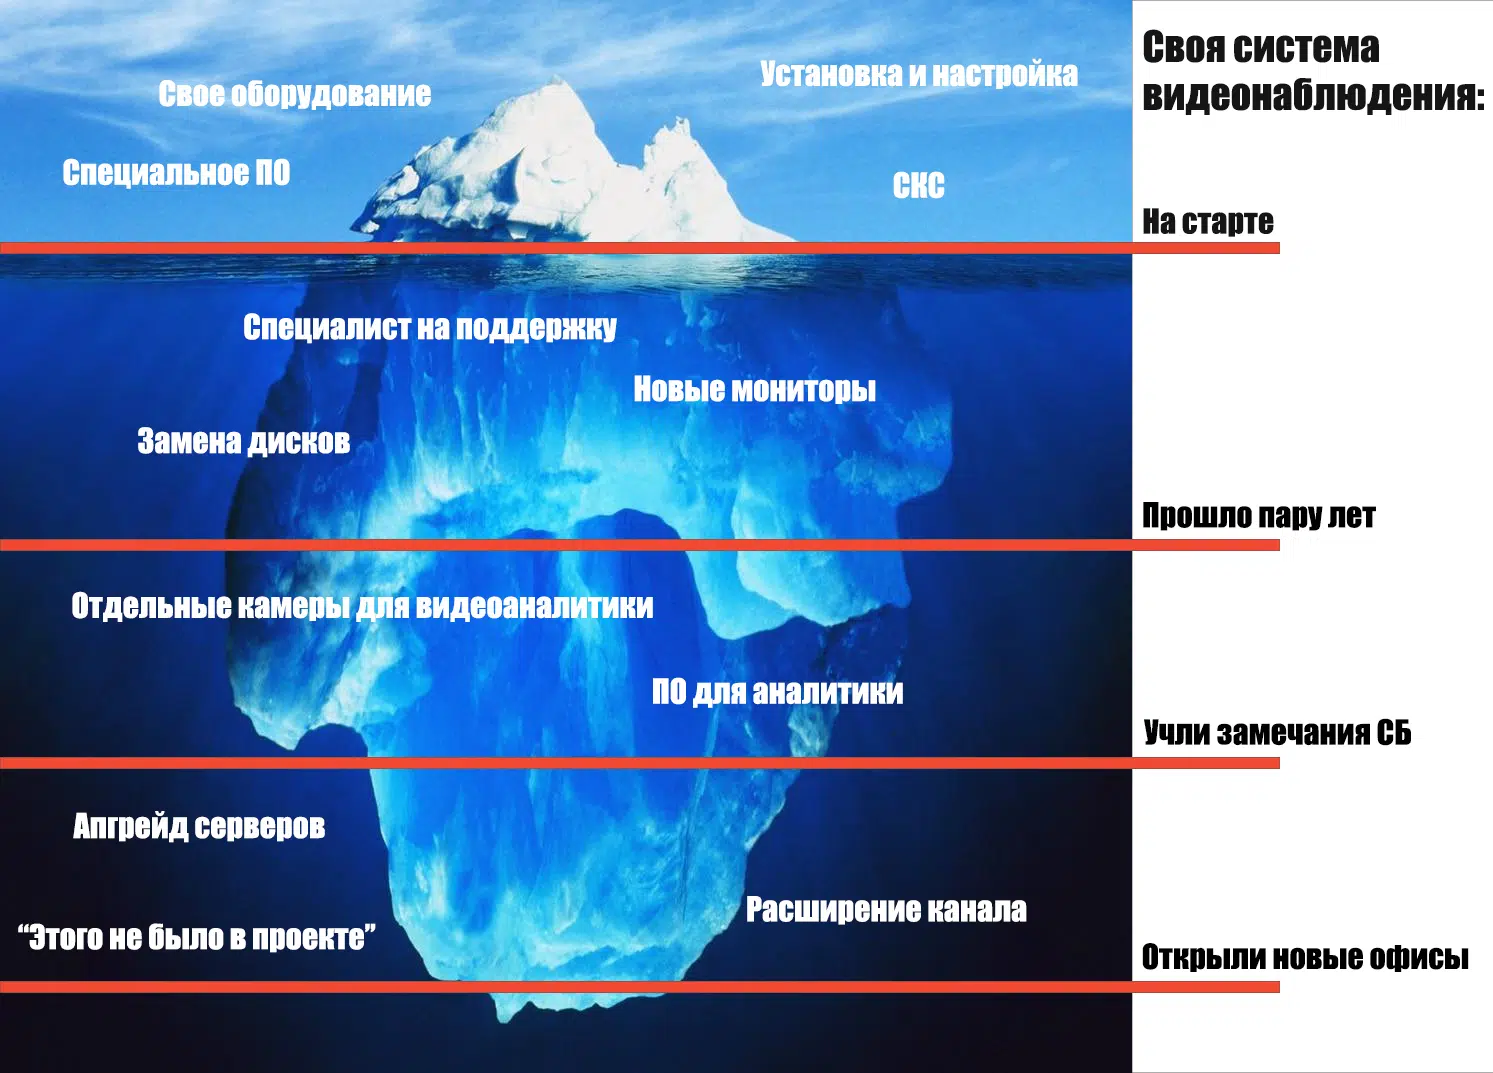 Своя система
видеонаблюдения:
Свое оборудование
Установка и настройка
Специальное ПО
СКС
На старте
Специалист на поддержку
Новые мониторы
Замена дисков
Прошло пару лет
Отдельные камеры для видеоаналитики
ПО для аналитики
Учли замечания СБ
Апгрейд серверов
Расширение канала
“Этого не было в проекте”
Открыли новые офисы